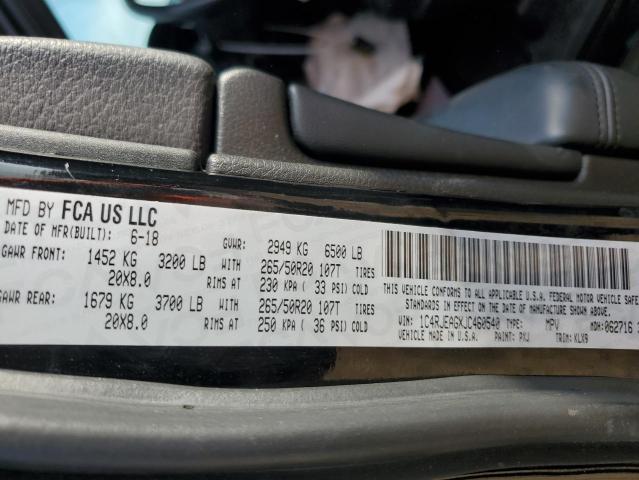 MFD BY FCA US LLC
DATE OF MFR(BUILT): 6-18 GVWR: 2949 KG 6500 LB
GAWR FRONT: 1452 KG 3200 LB WITH 265/50R20 107T TIRES
20X8.0 RIMS AT 230 KPA ( 33 PSI) COLD
GAWR REAR: 1679 KG 3700 LB WITH 265/50R20 107T TIRES
20X8.0 RIMS AT 250 KPA ( 36 PSI) COLD
THIS VEHICLE CONFORMS TO ALL APPLICABLE U.S.A. FEDERAL MOTOR VEHICLE SAFE
STANDARDS IN EFFECT ON THE DATE OF MANUFACTURE SHOWN ABOVE.
VIN: 1C4RJEAGXJC460540 TYPE: MPV MDH: 062716
VEHICLE MADE IN U.S.A. PAINT: PXJ TRIM: KLX9